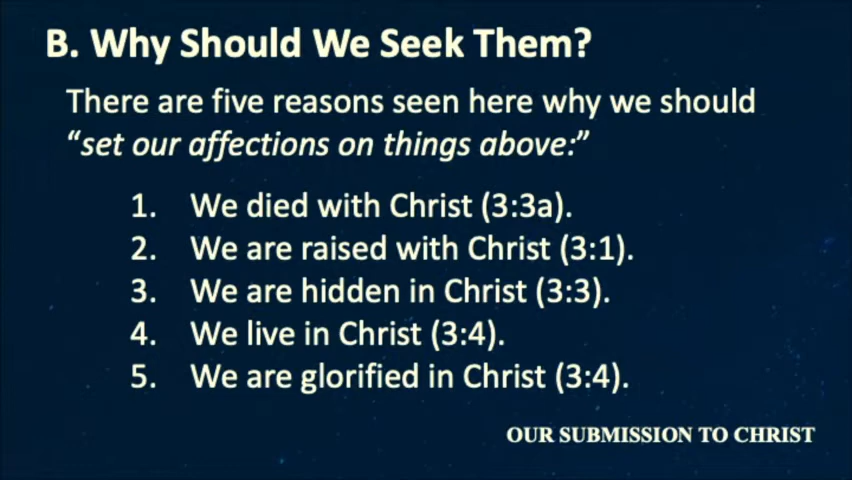 B. Why Should We Seek Them?
There are five reasons seen here why we should
“set our affections on things above:”
1. We died with Christ (3:3a).
2. We are raised with Christ (3:1).
3. We are hidden in Christ (3:3).
4. We live in Christ (3:4).
5. We are glorified in Christ (3:4).
OUR SUBMISSION TO CHRIST